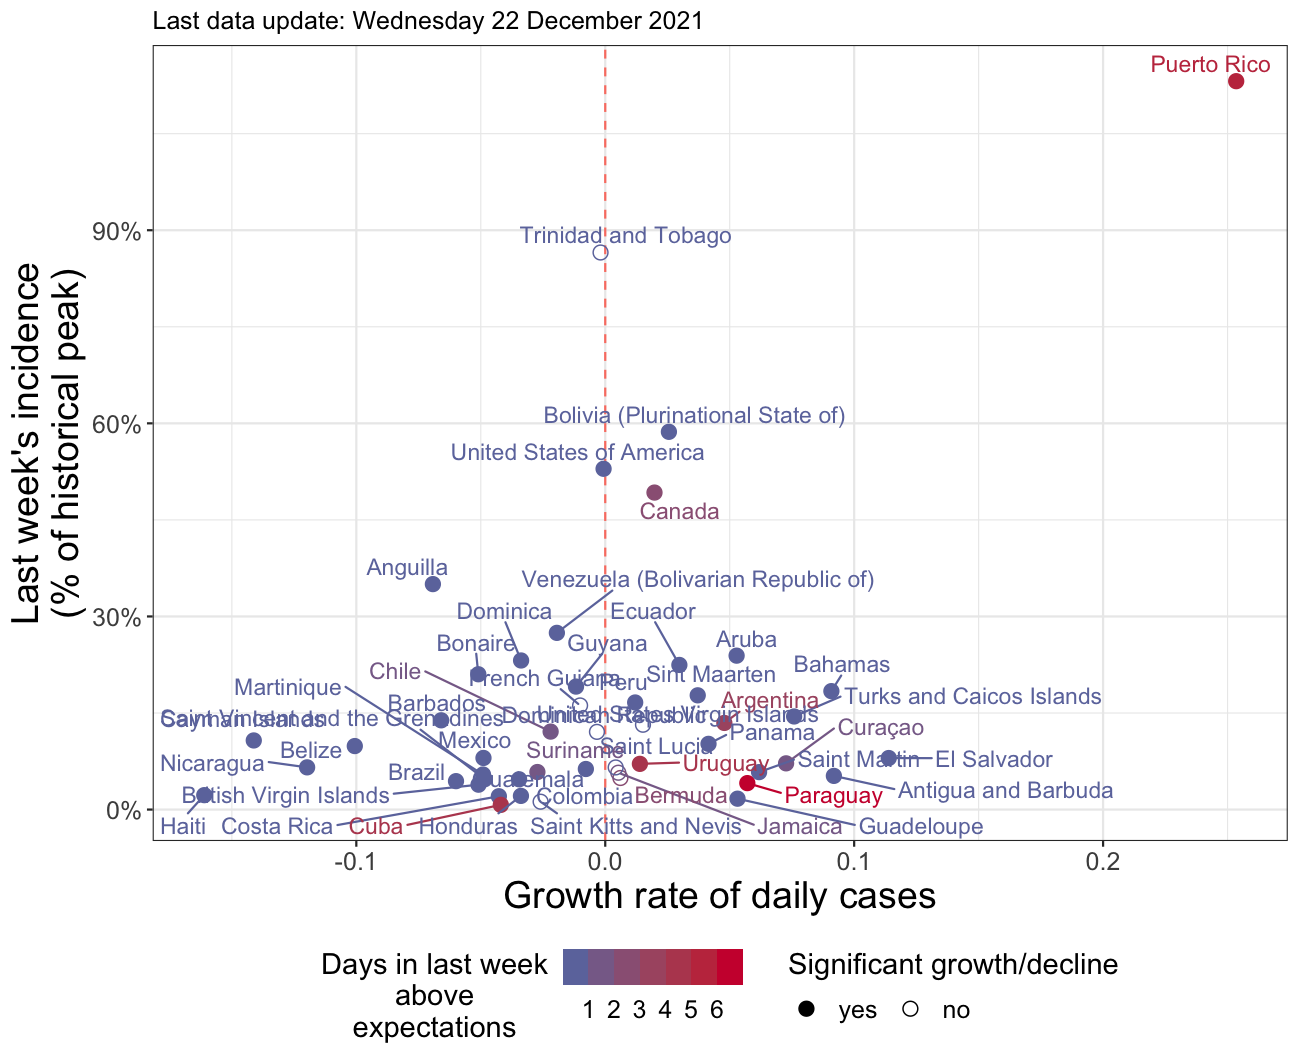 Last data update: Wednesday 22 December 2021
Puerto Rico
90%
Trinidad and Tobago
60%
Bolivia (Plurinational State of)
United States of America
Canada
Last week's incidence
(% of historical peak)
Anguilla
Venezuela (Bolivarian Republic of)
30%
Dominica
Ecuador
Bonaire
Guyana
Aruba
Chile
French Guiana
Peru
Sint Maarten
Bahamas
Martinique
Barbados
Argentina
Turks and Caicos Islands
Saint Vincent and the Grenadines
Cayman Islands
Dominican Republic
United States Virgin Islands
Curaçao
Belize
Mexico
Suriname
Saint Lucia
Panama
Nicaragua
Brazil
Guatemala
Uruguay
Saint Martin
El Salvador
British Virgin Islands
Colombia
Bermuda
Paraguay
Antigua and Barbuda
0%
Haiti
Costa Rica
Cuba
Honduras
Saint Kitts and Nevis
Jamaica
Guadeloupe
-0.1
0.0
0.1
0.2
Growth rate of daily cases
Days in last week
above
expectations
1 2 3 4 5 6
Significant growth/decline
yes
no